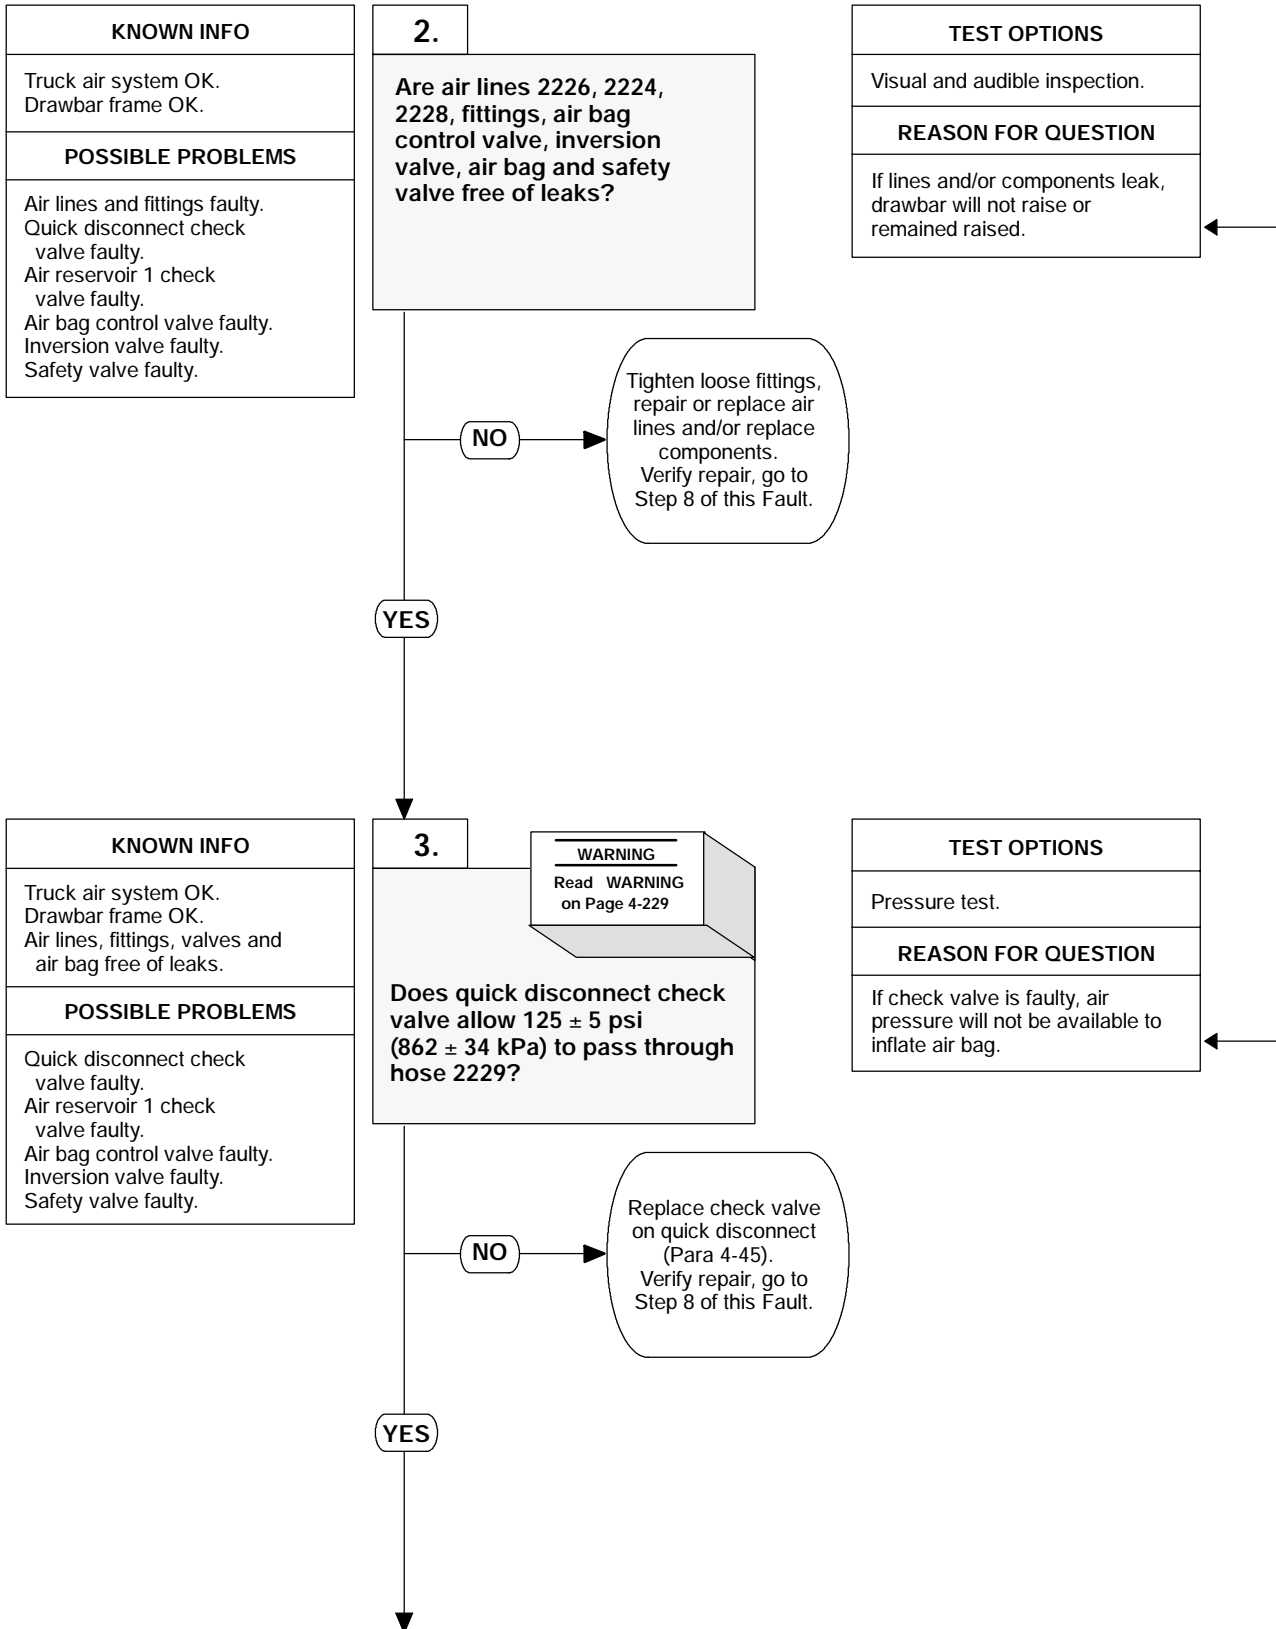 KNOWN INFO
Truck air system OK.
Drawbar frame OK.
POSSIBLE PROBLEMS
Air lines and fittings faulty.
Quick disconnect check
valve faulty.
Air reservoir 1 check
valve faulty.
Air bag control valve faulty.
Inversion valve faulty.
Safety valve faulty.
2.
Are air lines 2226, 2224,
2228, fittings, air bag
control valve, inversion
valve, air bag and safety
valve free of leaks?
TEST OPTIONS
Visual and audible inspection.
REASON FOR QUESTION
If lines and/or components leak,
drawbar will not raise or
remained raised.
NO
Tighten loose fittings,
repair or replace air
lines and/or replace
components.
Verify repair, go to
Step 8 of this Fault.
YES
KNOWN INFO
Truck air system OK.
Drawbar frame OK.
Air lines, fittings, valves and
air bag free of leaks.
POSSIBLE PROBLEMS
Quick disconnect check
valve faulty.
Air reservoir 1 check
valve faulty.
Air bag control valve faulty.
Inversion valve faulty.
Safety valve faulty.
3.
WARNING
Read WARNING
on Page 4-229
Does quick disconnect check
valve allow 125 ± 5 psi
(862 ± 34 kPa) to pass through
hose 2229?
TEST OPTIONS
Pressure test.
REASON FOR QUESTION
If check valve is faulty, air
pressure will not be available to
inflate air bag.
NO
Replace check valve
on quick disconnect
(Para 4-45).
Verify repair, go to
Step 8 of this Fault.
YES